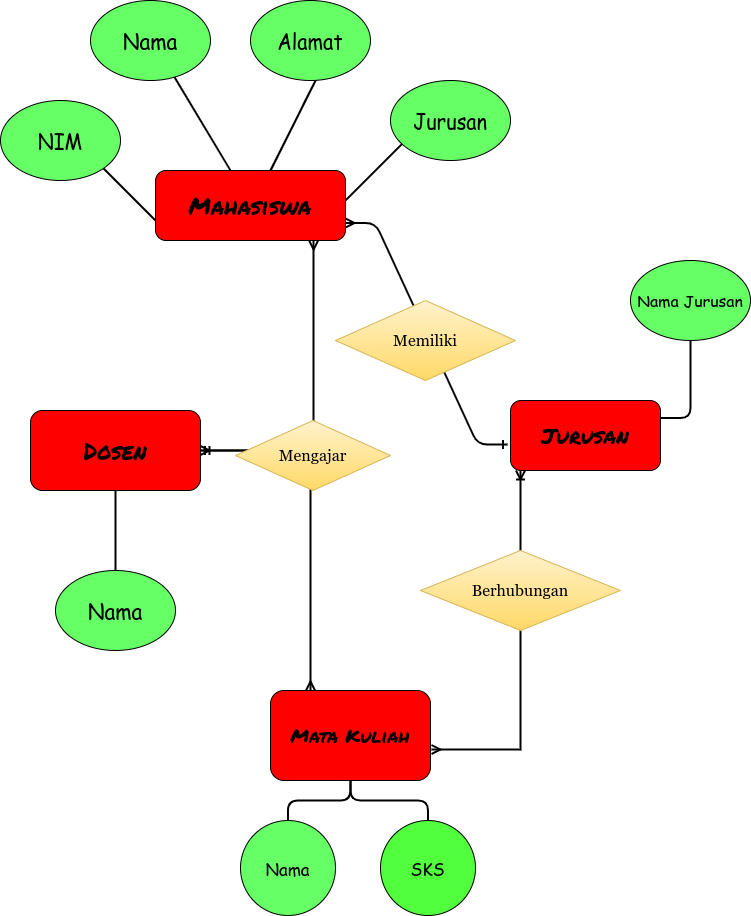 Nama
Alamat
Jurusan
NIM
Mahasiswa
Nama Jurusan
Memiliki
Jurusan
Dosen
Mengajar
Berhubungan
Nama
Mata Kuliah
Nama
SKS